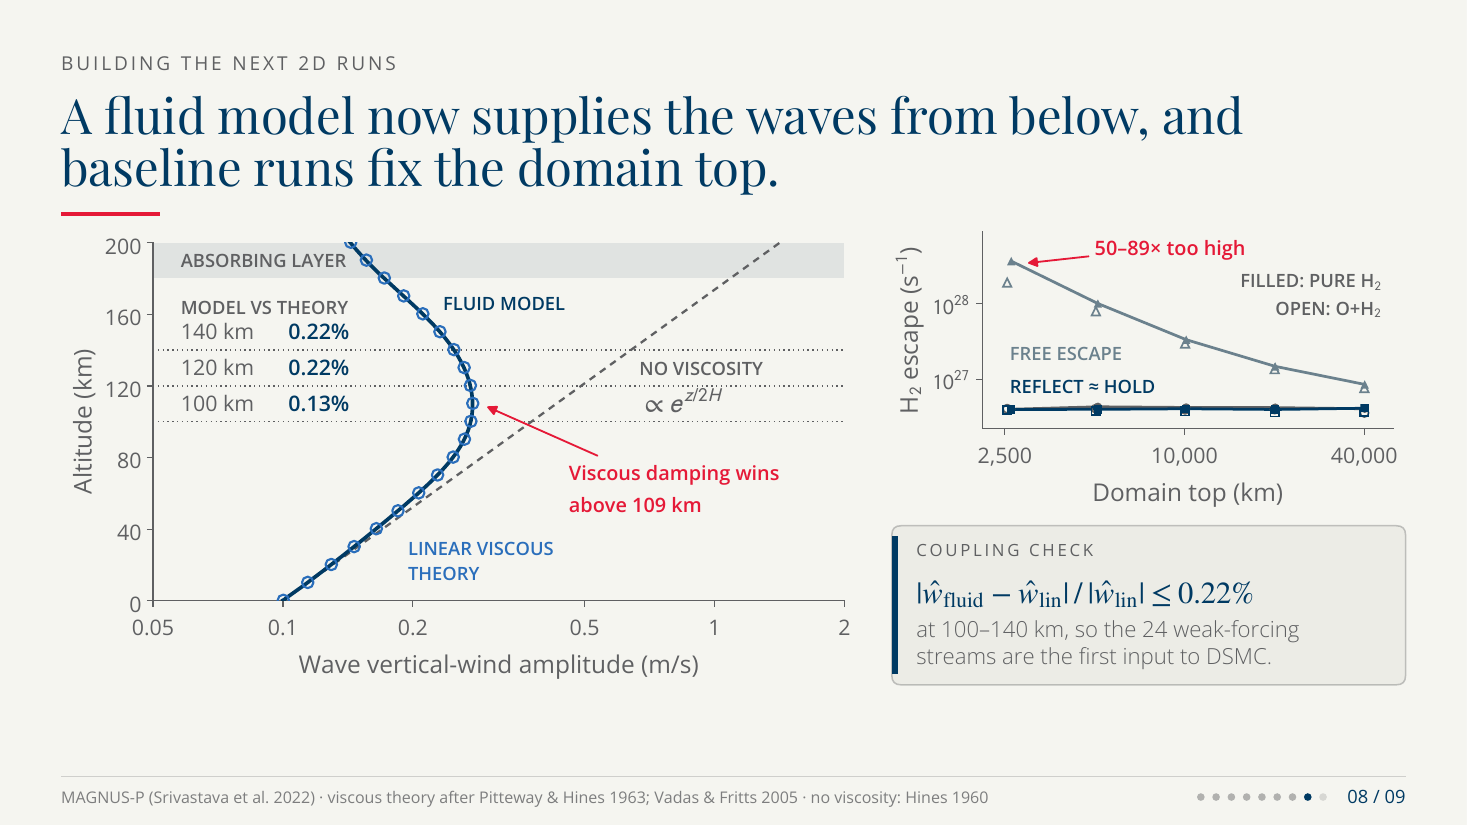 BUILDING THE NEXT 2D RUNS
A fluid model now supplies the waves from below, and
baseline runs fix the domain top.
200
160
120
80
40
0
Altitude (km)
ABSORBING LAYER
MODEL VS THEORY
140 km 0.22%
120 km 0.22%
100 km 0.13%
FLUID MODEL
NO VISCOSITY
∝ e^{z/2H}
Viscous damping wins
above 109 km
LINEAR VISCOUS
THEORY
0.05 0.1 0.2 0.5 1 2
Wave vertical-wind amplitude (m/s)
H₂ escape (s⁻¹)
10²⁸
10²⁷
50–89× too high
FILLED: PURE H₂
OPEN: O+H₂
FREE ESCAPE
REFLECT ≈ HOLD
2,500 10,000 40,000
Domain top (km)
COUPLING CHECK
|ŵ_fluid − ŵ_lin| / |ŵ_lin| ≤ 0.22%
at 100–140 km, so the 24 weak-forcing
streams are the first input to DSMC.
MAGNUS-P (Srivastava et al. 2022) · viscous theory after Pitteway & Hines 1963; Vadas & Fritts 2005 · no viscosity: Hines 1960
08 / 09